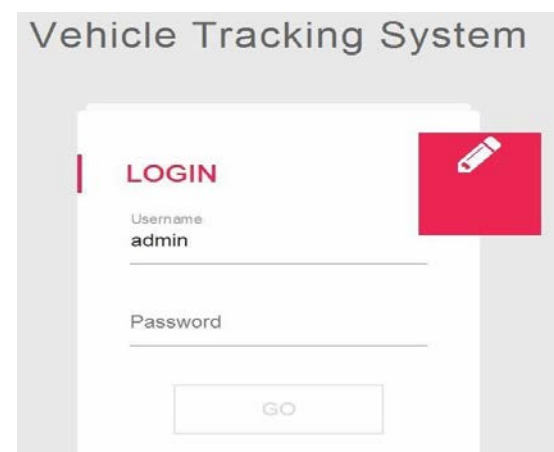 Vehicle Tracking System
LOGIN
Username
admin
Password
GO